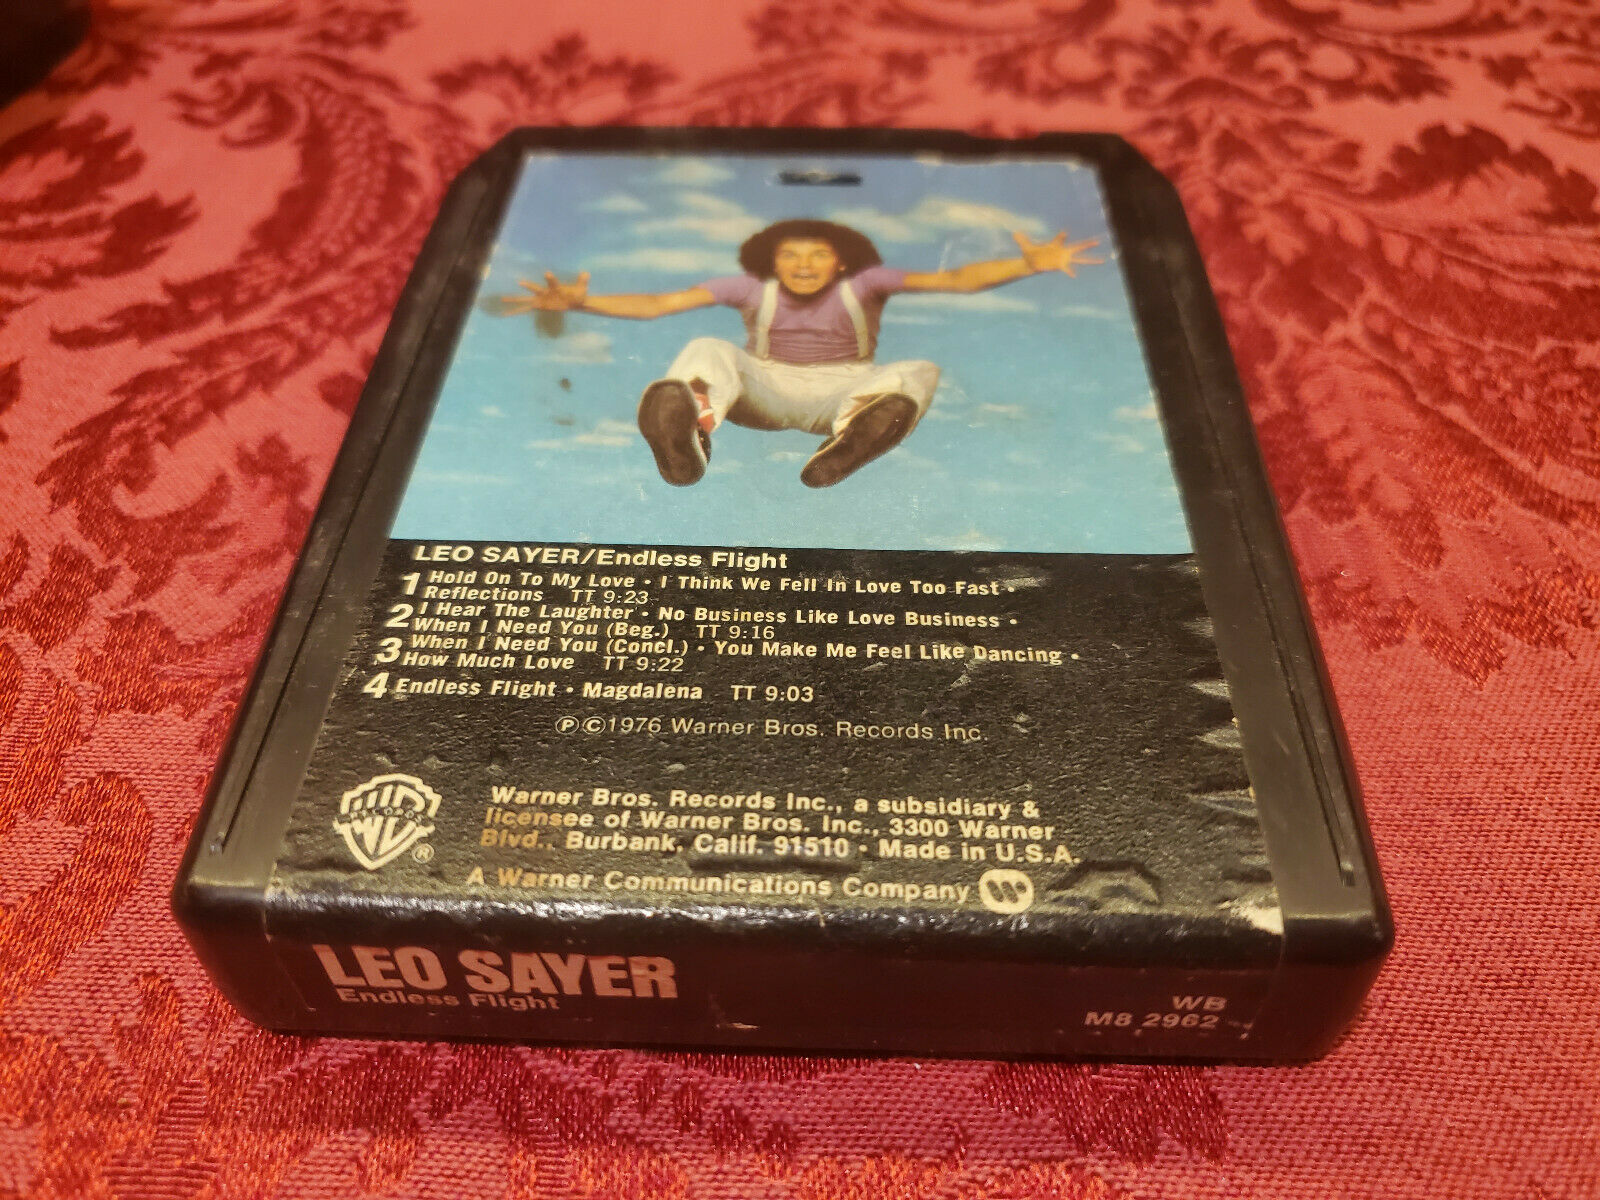 LEO SAYER/Endless Flight
1 Hold On To My Love • I Think We Fell In Love Too Fast •
Reflections TT 9:23
2 I Hear The Laughter • No Business Like Love Business •
When I Need You (Beg.) TT 9:16
3 When I Need You (Concl.) • You Make Me Feel Like Dancing •
How Much Love TT 9:22
4 Endless Flight • Magdalena TT 9:03
Ⓟ©1976 Warner Bros. Records Inc.
WB
RECORDS
®
Warner Bros. Records Inc., a subsidiary &
licensee of Warner Bros. Inc., 3300 Warner
Blvd., Burbank, Calif. 91510 • Made in U.S.A.
A Warner Communications Company
LEO SAYER
Endless Flight
WB
M8 2962